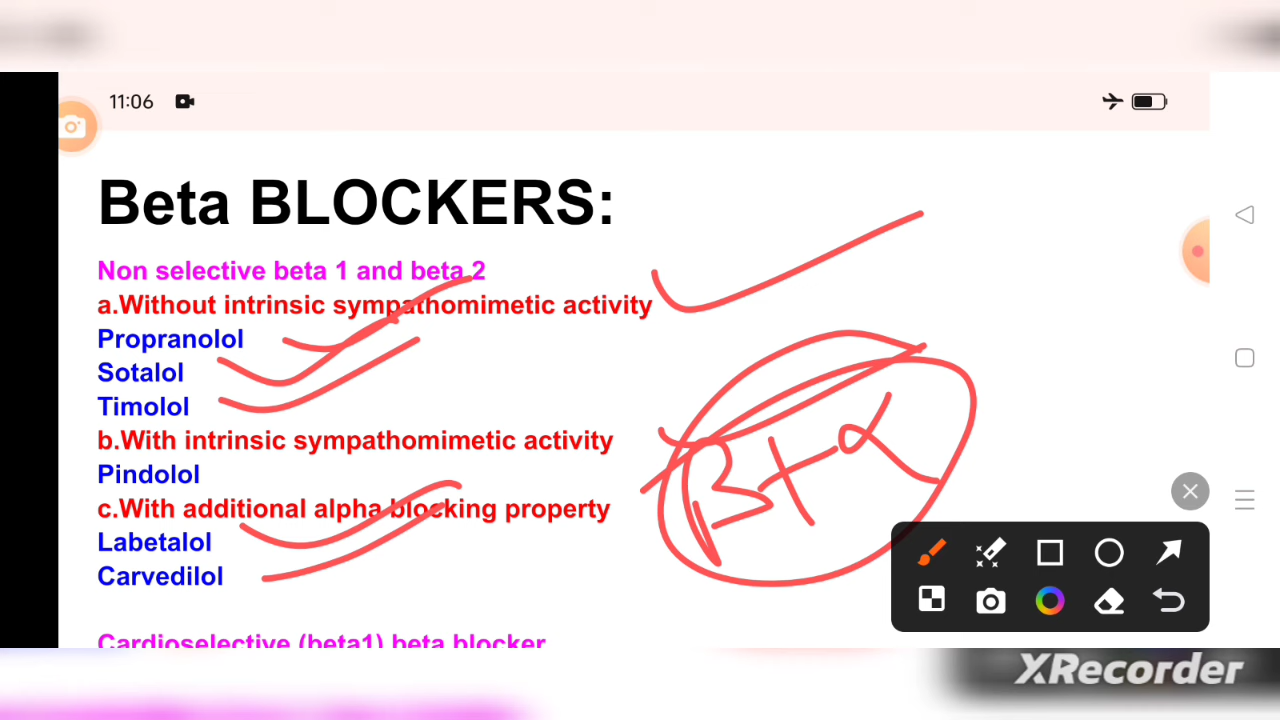 11:06
Beta BLOCKERS:
Non selective beta 1 and beta 2
a.Without intrinsic sympathomimetic activity
Propranolol
Sotalol
Timolol
b.With intrinsic sympathomimetic activity
Pindolol
c.With additional alpha blocking property
Labetalol
Carvedilol
β+α
Cardioselective (beta1) beta blocker
XRecorder